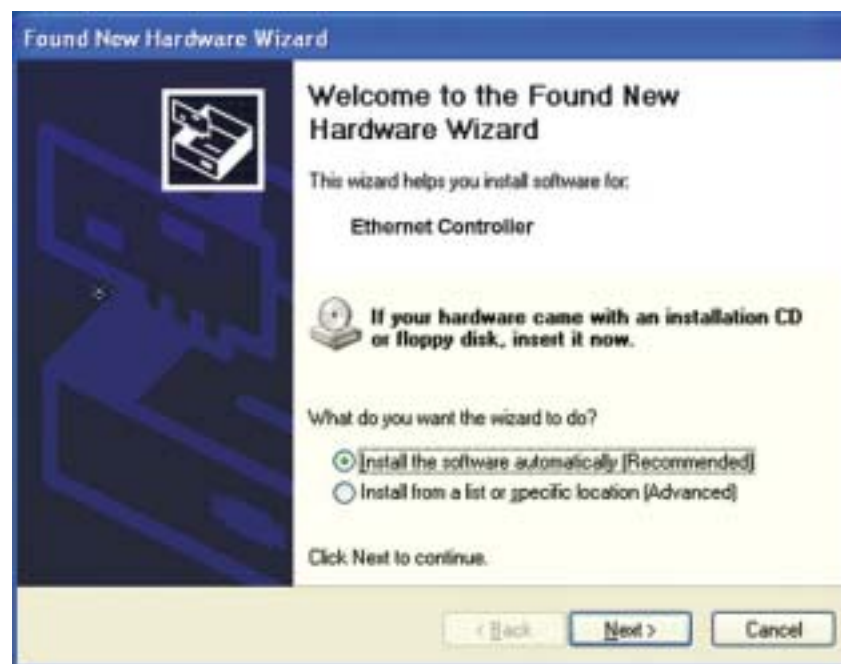 Found New Hardware Wizard
Welcome to the Found New
Hardware Wizard
This wizard helps you install software for:
Ethernet Controller
If your hardware came with an installation CD
or floppy disk, insert it now.
What do you want the wizard to do?
Install the software automatically (Recommended)
Install from a list or specific location (Advanced)
Click Next to continue.
< Back
Next >
Cancel